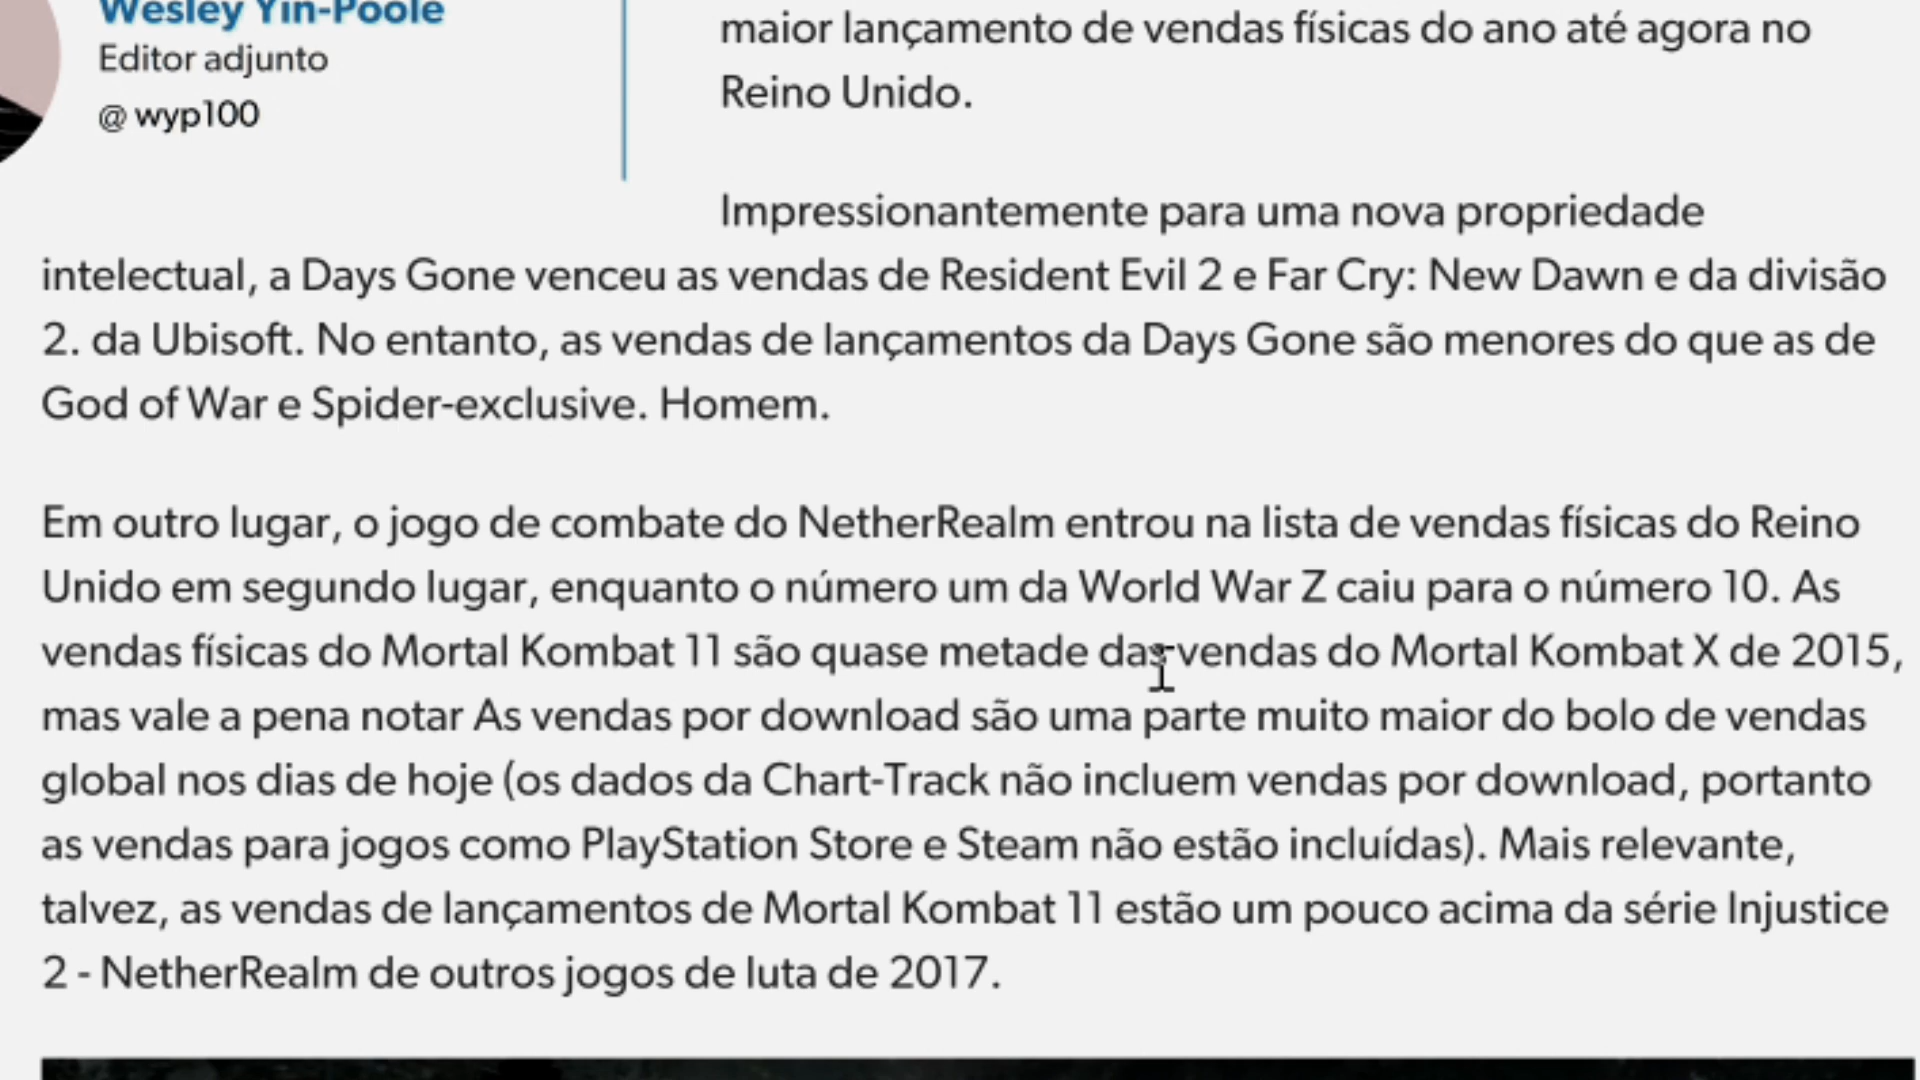 Wesley Yin-Poole
Editor adjunto
@ wyp100
maior lançamento de vendas físicas do ano até agora no
Reino Unido.
Impressionantemente para uma nova propriedade
intelectual, a Days Gone venceu as vendas de Resident Evil 2 e Far Cry: New Dawn e da divisão
2. da Ubisoft. No entanto, as vendas de lançamentos da Days Gone são menores do que as de
God of War e Spider-exclusive. Homem.
Em outro lugar, o jogo de combate do NetherRealm entrou na lista de vendas físicas do Reino
Unido em segundo lugar, enquanto o número um da World War Z caiu para o número 10. As
vendas físicas do Mortal Kombat 11 são quase metade das vendas do Mortal Kombat X de 2015,
mas vale a pena notar As vendas por download são uma parte muito maior do bolo de vendas
global nos dias de hoje (os dados da Chart-Track não incluem vendas por download, portanto
as vendas para jogos como PlayStation Store e Steam não estão incluídas). Mais relevante,
talvez, as vendas de lançamentos de Mortal Kombat 11 estão um pouco acima da série Injustice
2 - NetherRealm de outros jogos de luta de 2017.